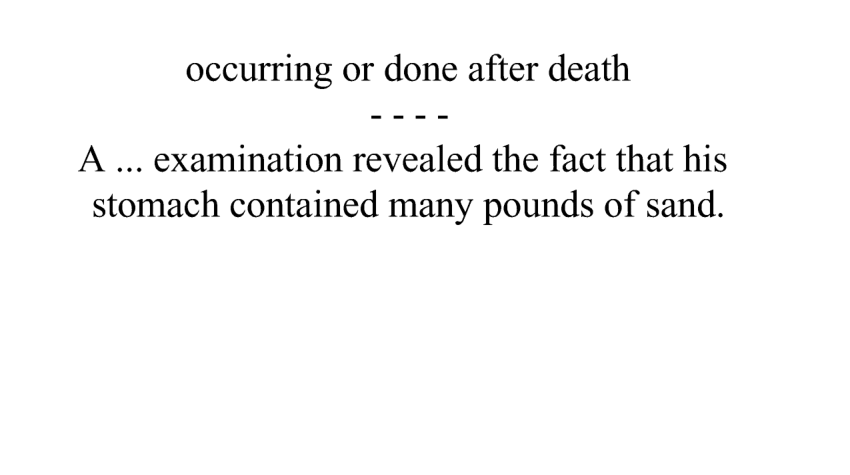 occurring or done after death
- - - -
A ... examination revealed the fact that his
stomach contained many pounds of sand.